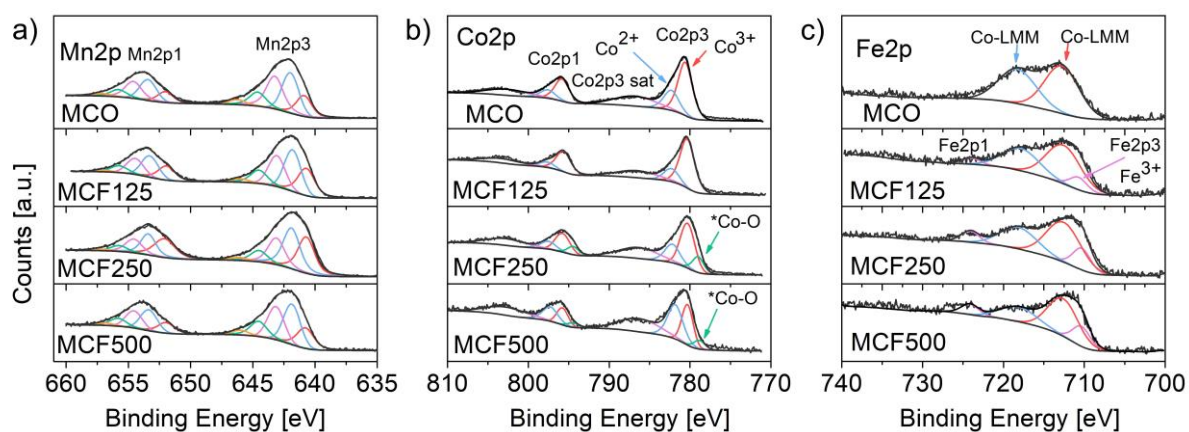 a)
Mn2p
Mn2p1
Mn2p3
MCO
MCF125
MCF250
MCF500
660
655
650
645
640
635
Binding Energy [eV]
Counts [a.u.]
b)
Co2p
Co2p1
Co2p3 sat
Co2+
Co2p3
Co3+
MCO
MCF125
MCF250
*Co-O
MCF500
*Co-O
810
800
790
780
770
Binding Energy [eV]
c)
Fe2p
Co-LMM
Co-LMM
MCO
Fe2p1
Fe2p3
Fe3+
MCF125
MCF250
MCF500
740
730
720
710
700
Binding Energy [eV]